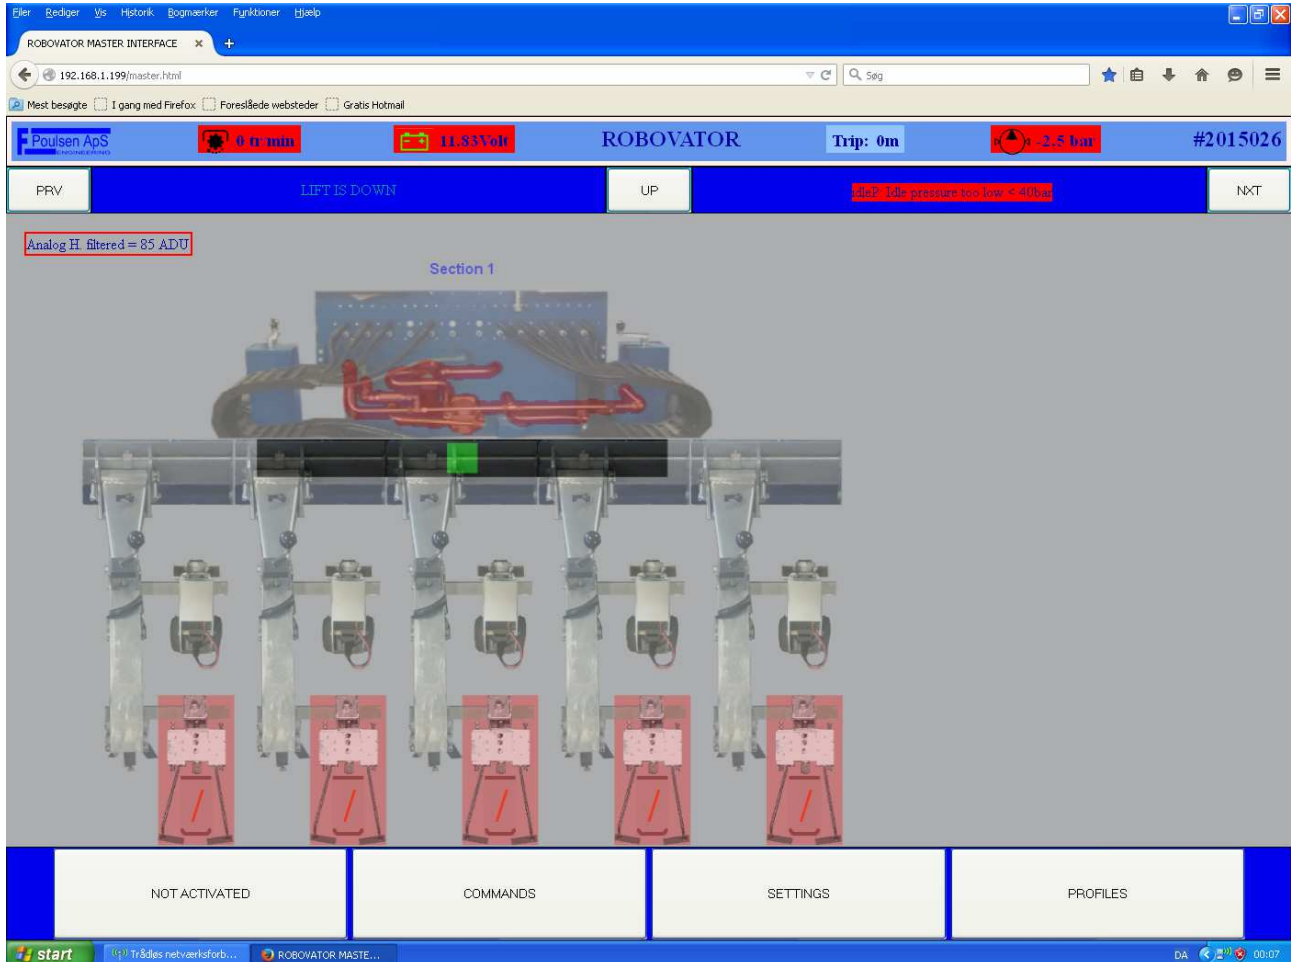 Filer Rediger Vis Historik Bogmærker Funktioner Hjælp
ROBOVATOR MASTER INTERFACE × +
192.168.1.199/master.html
Søg
Mest besøgte I gang med Firefox Foreslåede websteder Gratis Hotmail
F Poulsen ApS
ENGINEERING
0 tr/min
11.83Volt
ROBOVATOR
Trip: 0m
-2.5 bar
#2015026
PRV
LIFT IS DOWN
UP
idleP: Idle pressure too low < 40bar
NXT
Analog H. filtered = 85 ADU
Section 1
NOT ACTIVATED
COMMANDS
SETTINGS
PROFILES
start
Trådløs netværksforb...
ROBOVATOR MASTE...
DA
00:07